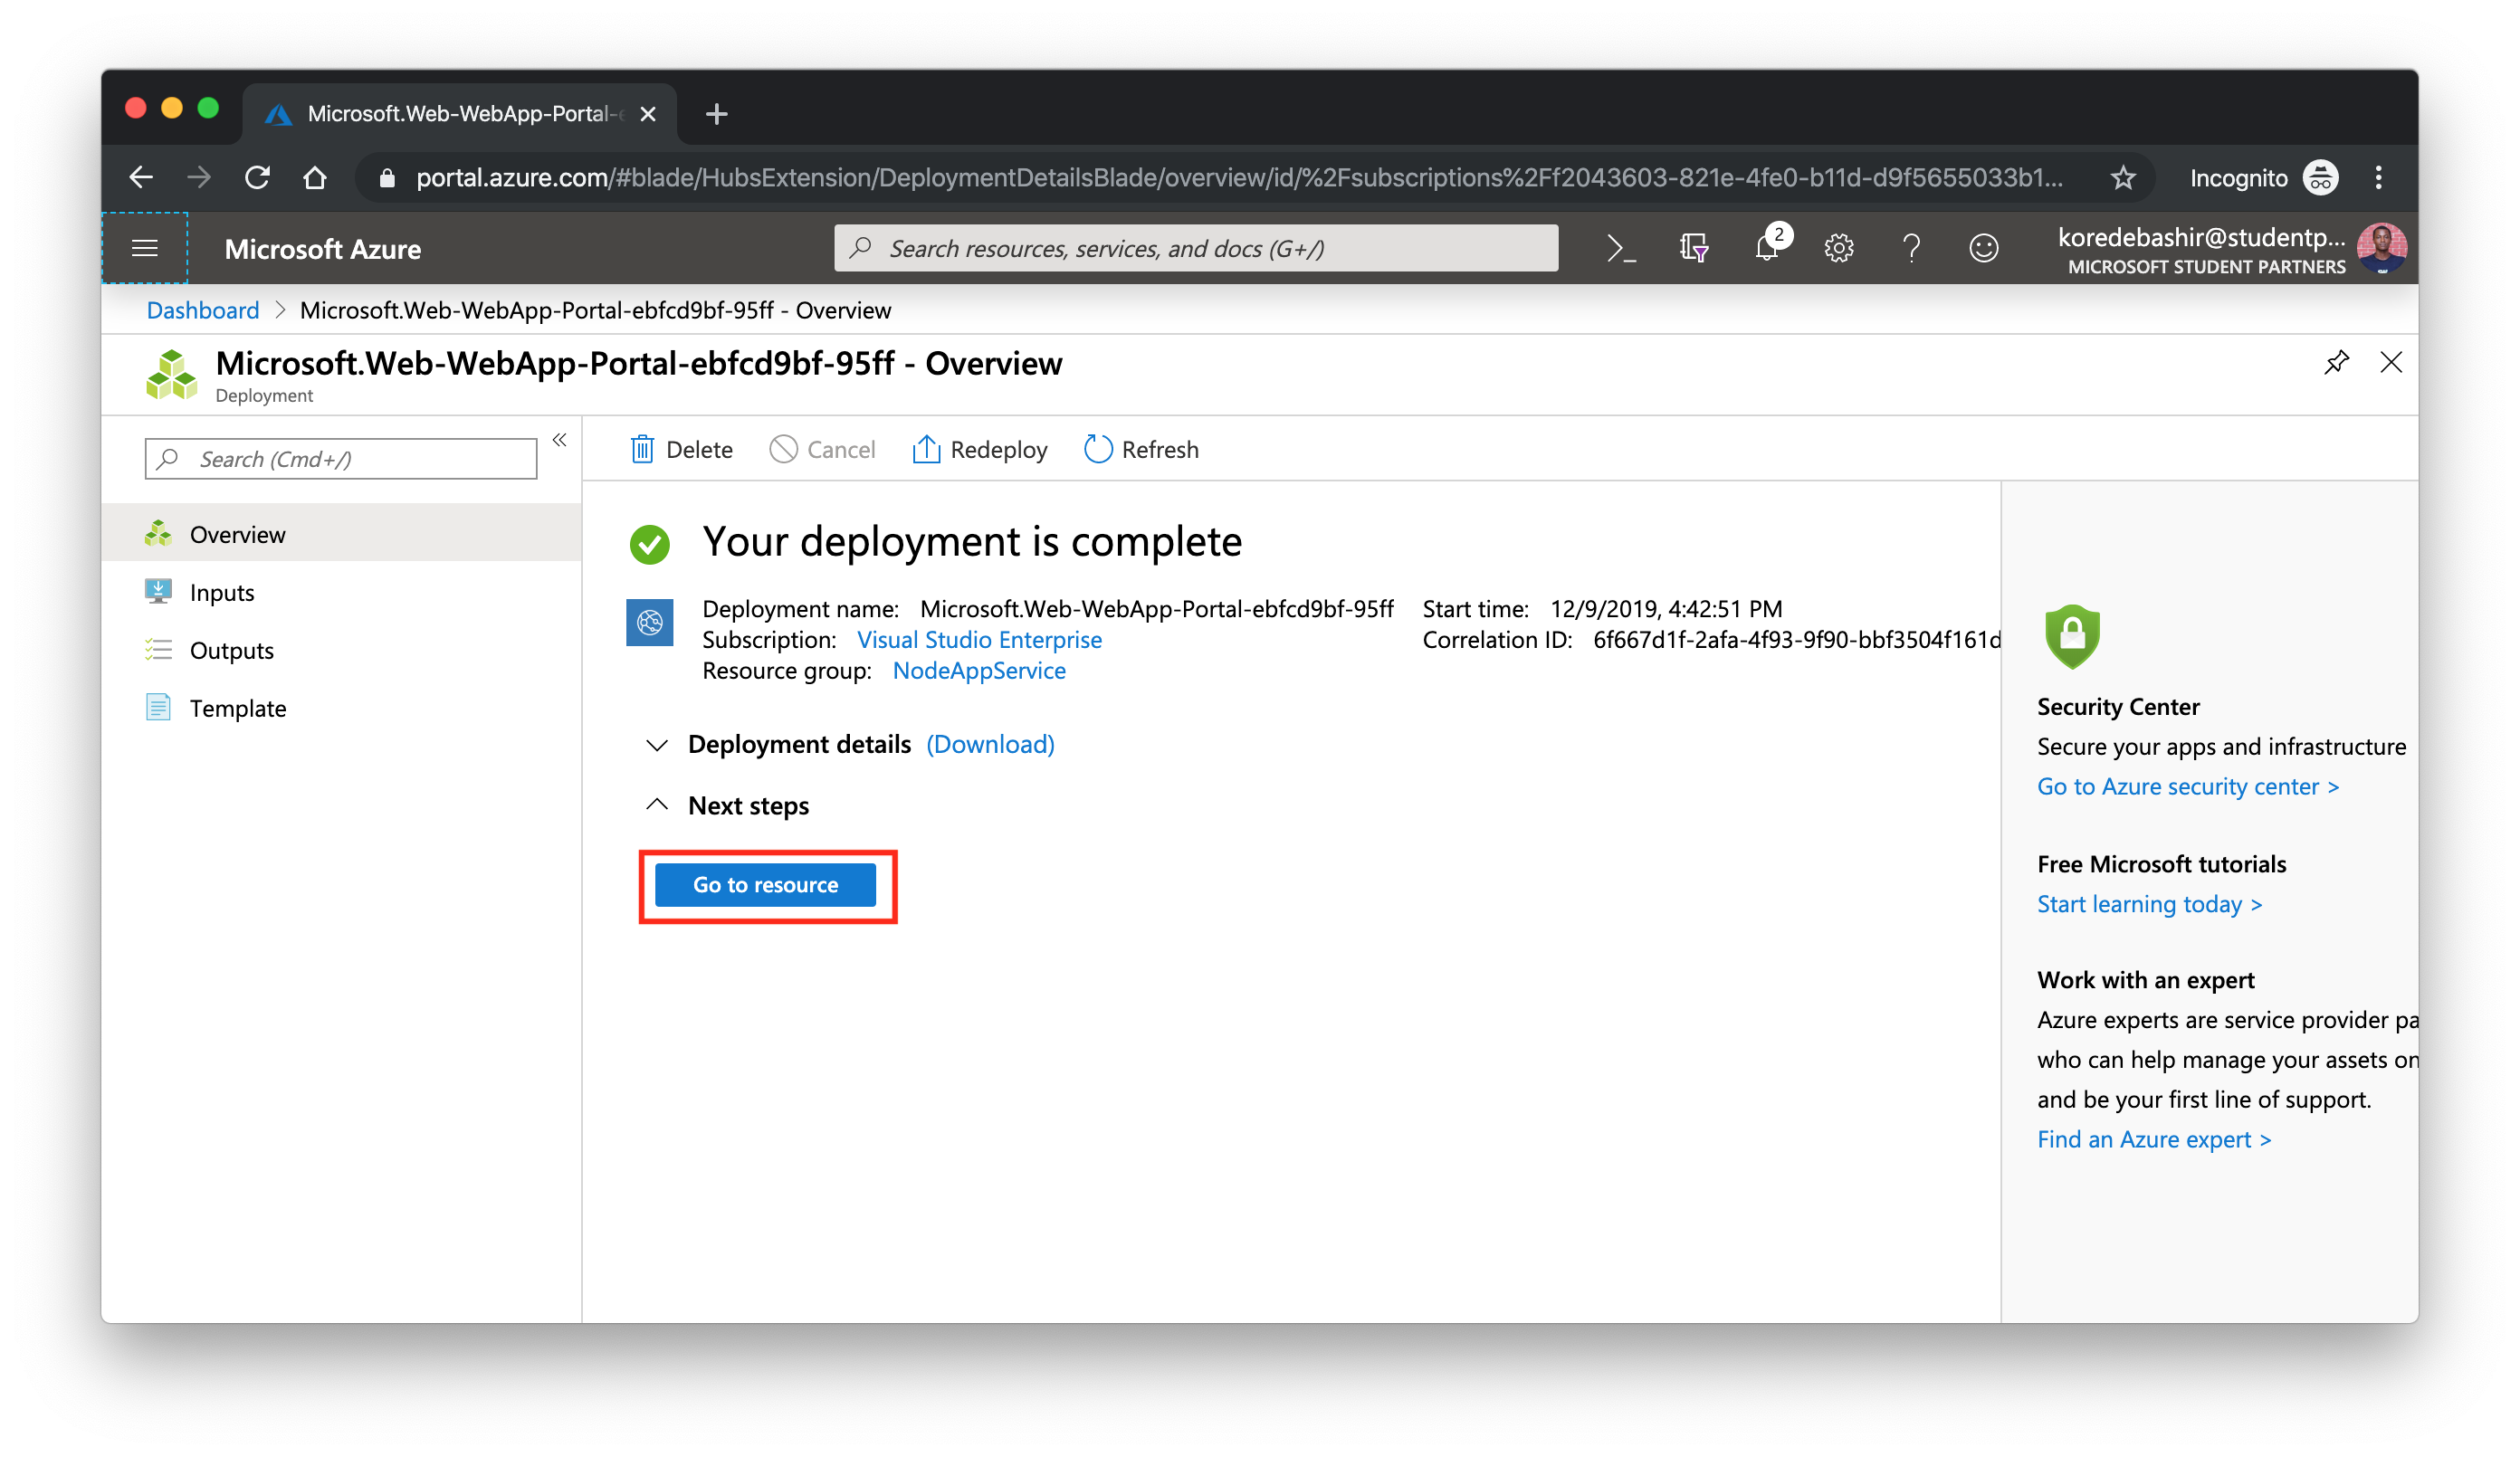 Microsoft.Web-WebApp-Portal-e
portal.azure.com/#blade/HubsExtension/DeploymentDetailsBlade/overview/id/%2Fsubscriptions%2Ff2043603-821e-4fe0-b11d-d9f5655033b1...
Incognito
Microsoft Azure
Search resources, services, and docs (G+/)
2
koredebashir@studentp...
MICROSOFT STUDENT PARTNERS
Dashboard > Microsoft.Web-WebApp-Portal-ebfcd9bf-95ff - Overview
Microsoft.Web-WebApp-Portal-ebfcd9bf-95ff - Overview
Deployment
Search (Cmd+/)
Overview
Inputs
Outputs
Template
Delete
Cancel
Redeploy
Refresh
Your deployment is complete
Deployment name: Microsoft.Web-WebApp-Portal-ebfcd9bf-95ff
Subscription: Visual Studio Enterprise
Resource group: NodeAppService
Start time: 12/9/2019, 4:42:51 PM
Correlation ID: 6f667d1f-2afa-4f93-9f90-bbf3504f161d
Deployment details (Download)
Next steps
Go to resource
Security Center
Secure your apps and infrastructure
Go to Azure security center >
Free Microsoft tutorials
Start learning today >
Work with an expert
Azure experts are service provider pa
who can help manage your assets on
and be your first line of support.
Find an Azure expert >